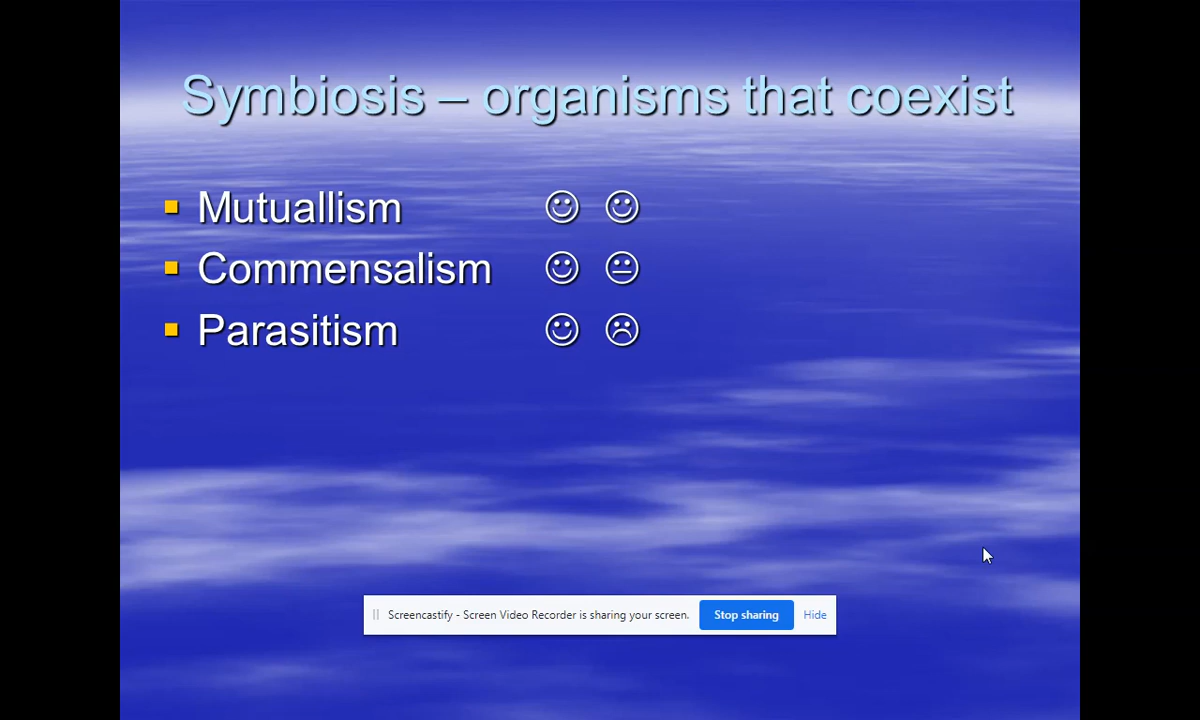 Symbiosis – organisms that coexist
▪ Mutuallism ☺ ☺
▪ Commensalism ☺ 😐
▪ Parasitism ☺ ☹
|| Screencastify - Screen Video Recorder is sharing your screen. Stop sharing Hide